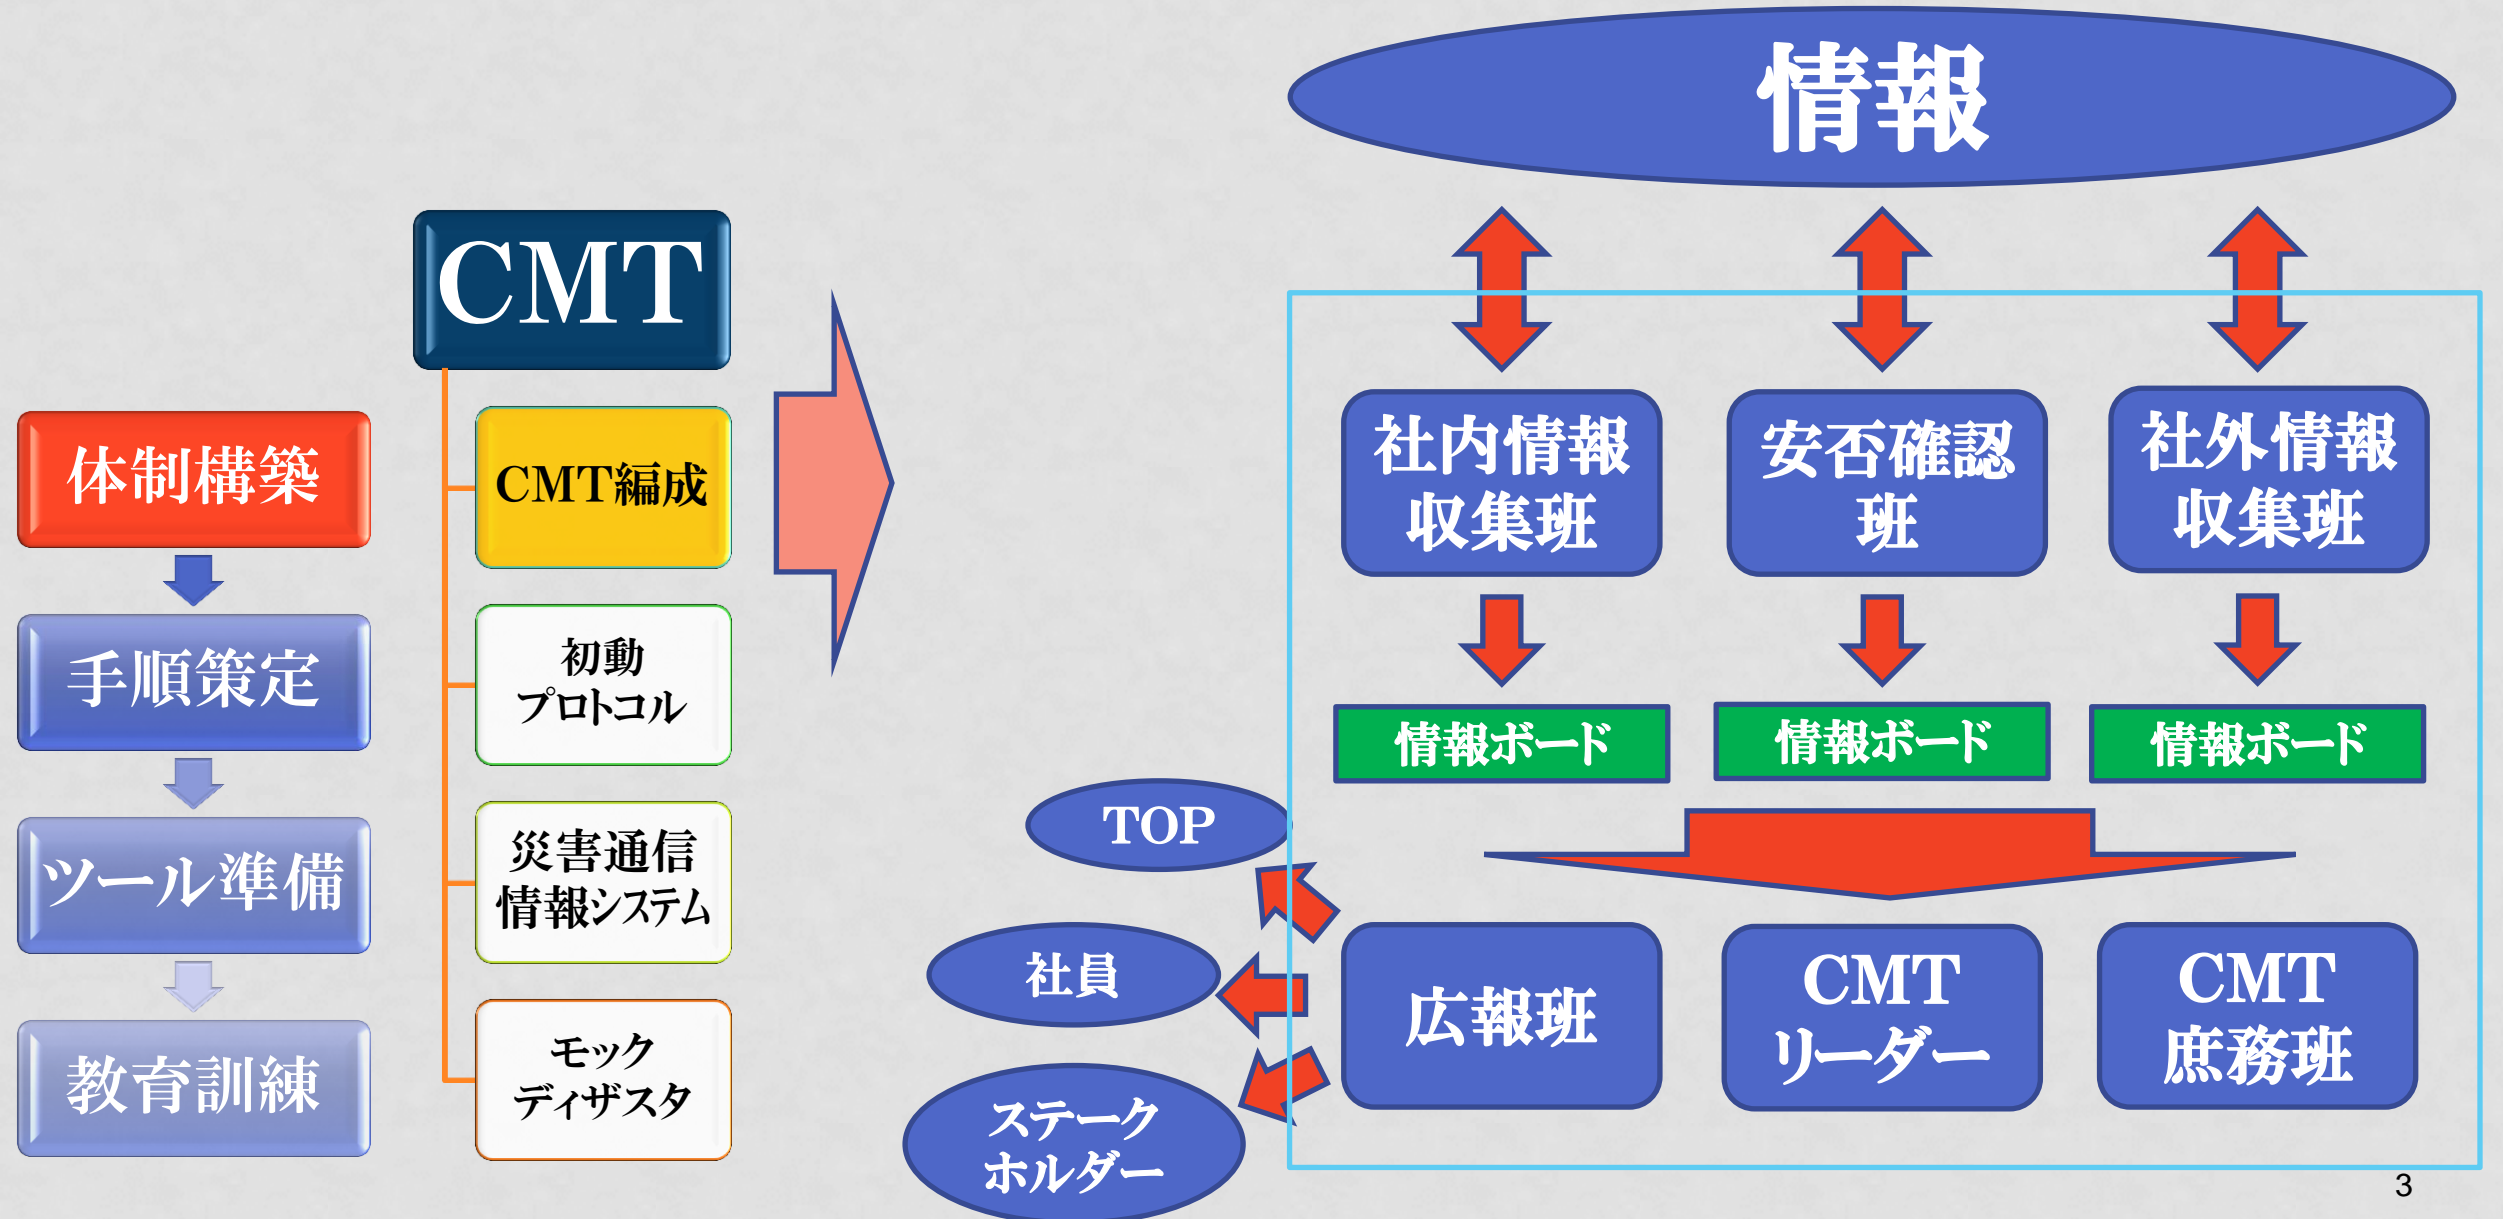 情報
CMT
体制構築
手順策定
ツール準備
教育訓練
CMT編成
初動
プロトコル
災害通信
情報システム
モック
ディザスタ
社内情報
収集班
安否確認
班
社外情報
収集班
情報ボード
情報ボード
情報ボード
TOP
社員
ステーク
ホルダー
広報班
CMT
リーダー
CMT
庶務班
3